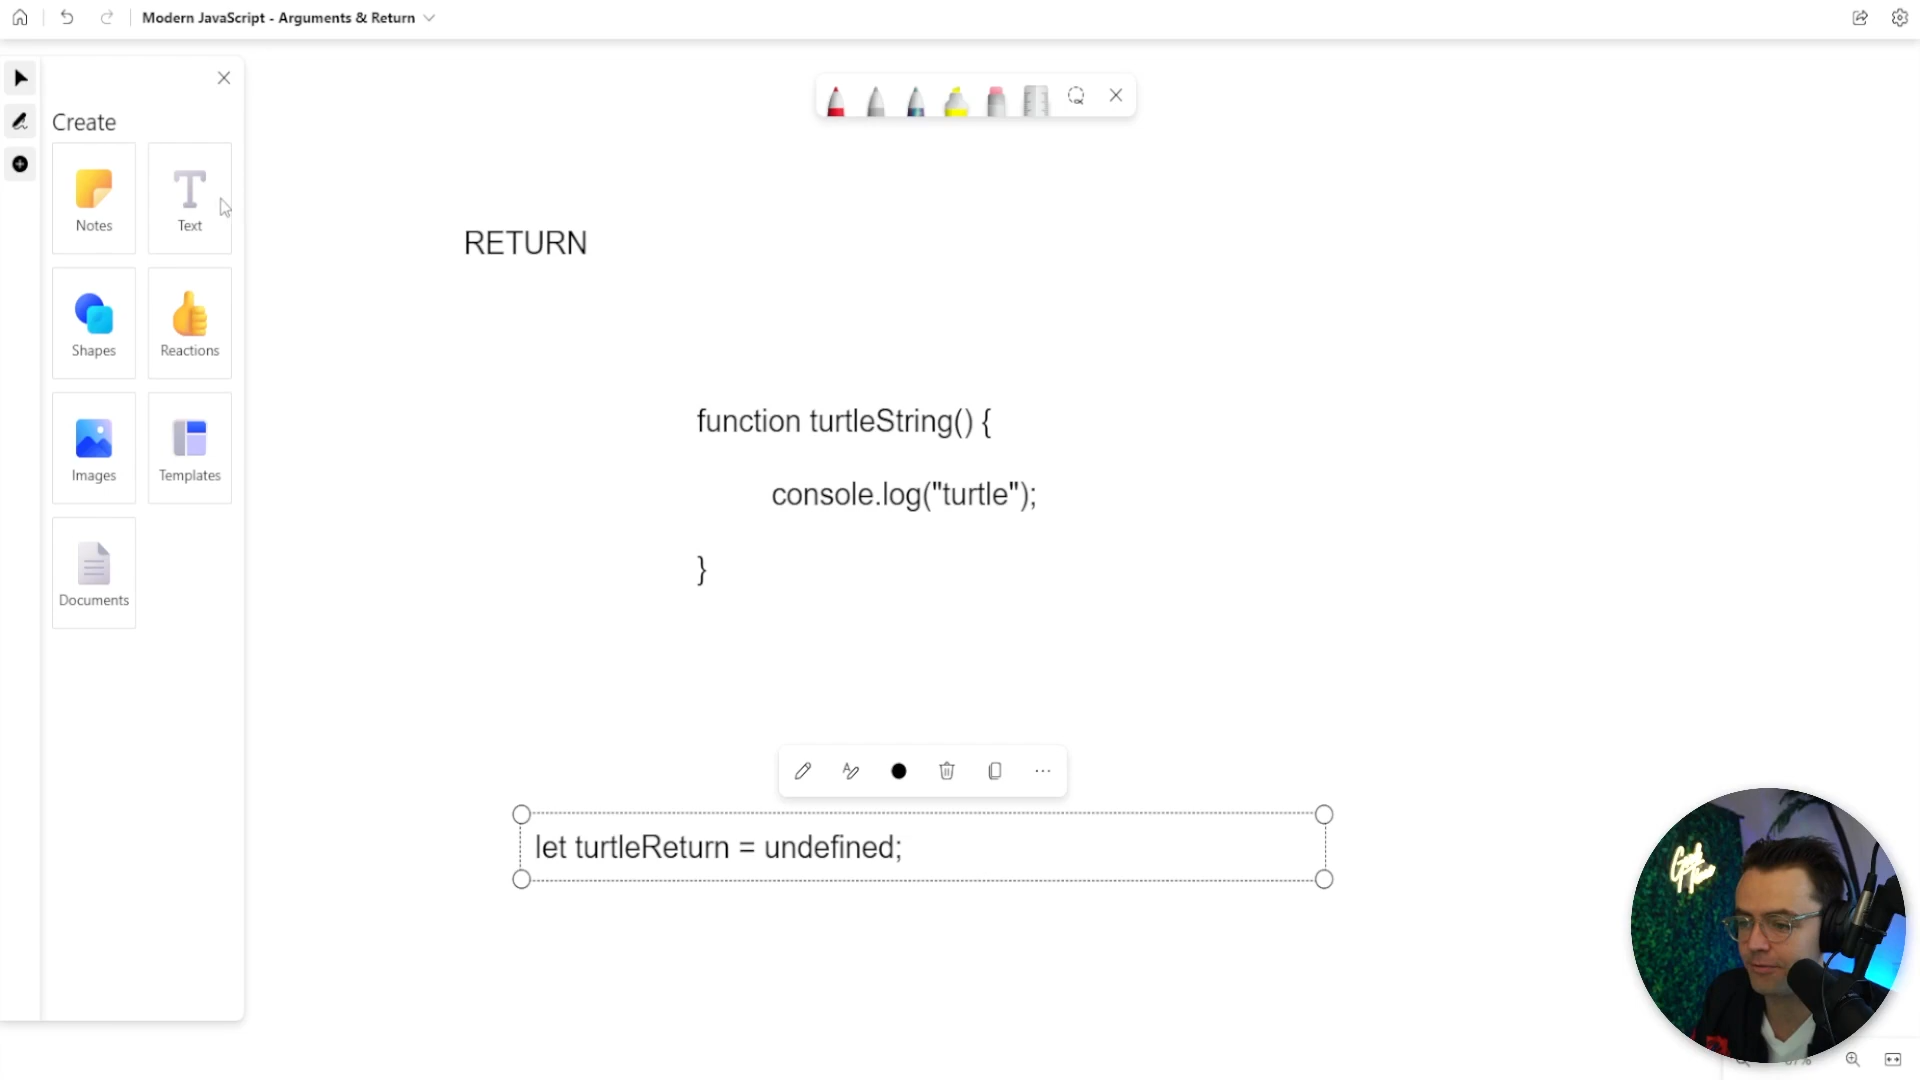 Modern JavaScript - Arguments & Return
Create
Notes
Text
Shapes
Reactions
Images
Templates
Documents
RETURN
function turtleString() {
console.log("turtle");
}
let turtleReturn = undefined;